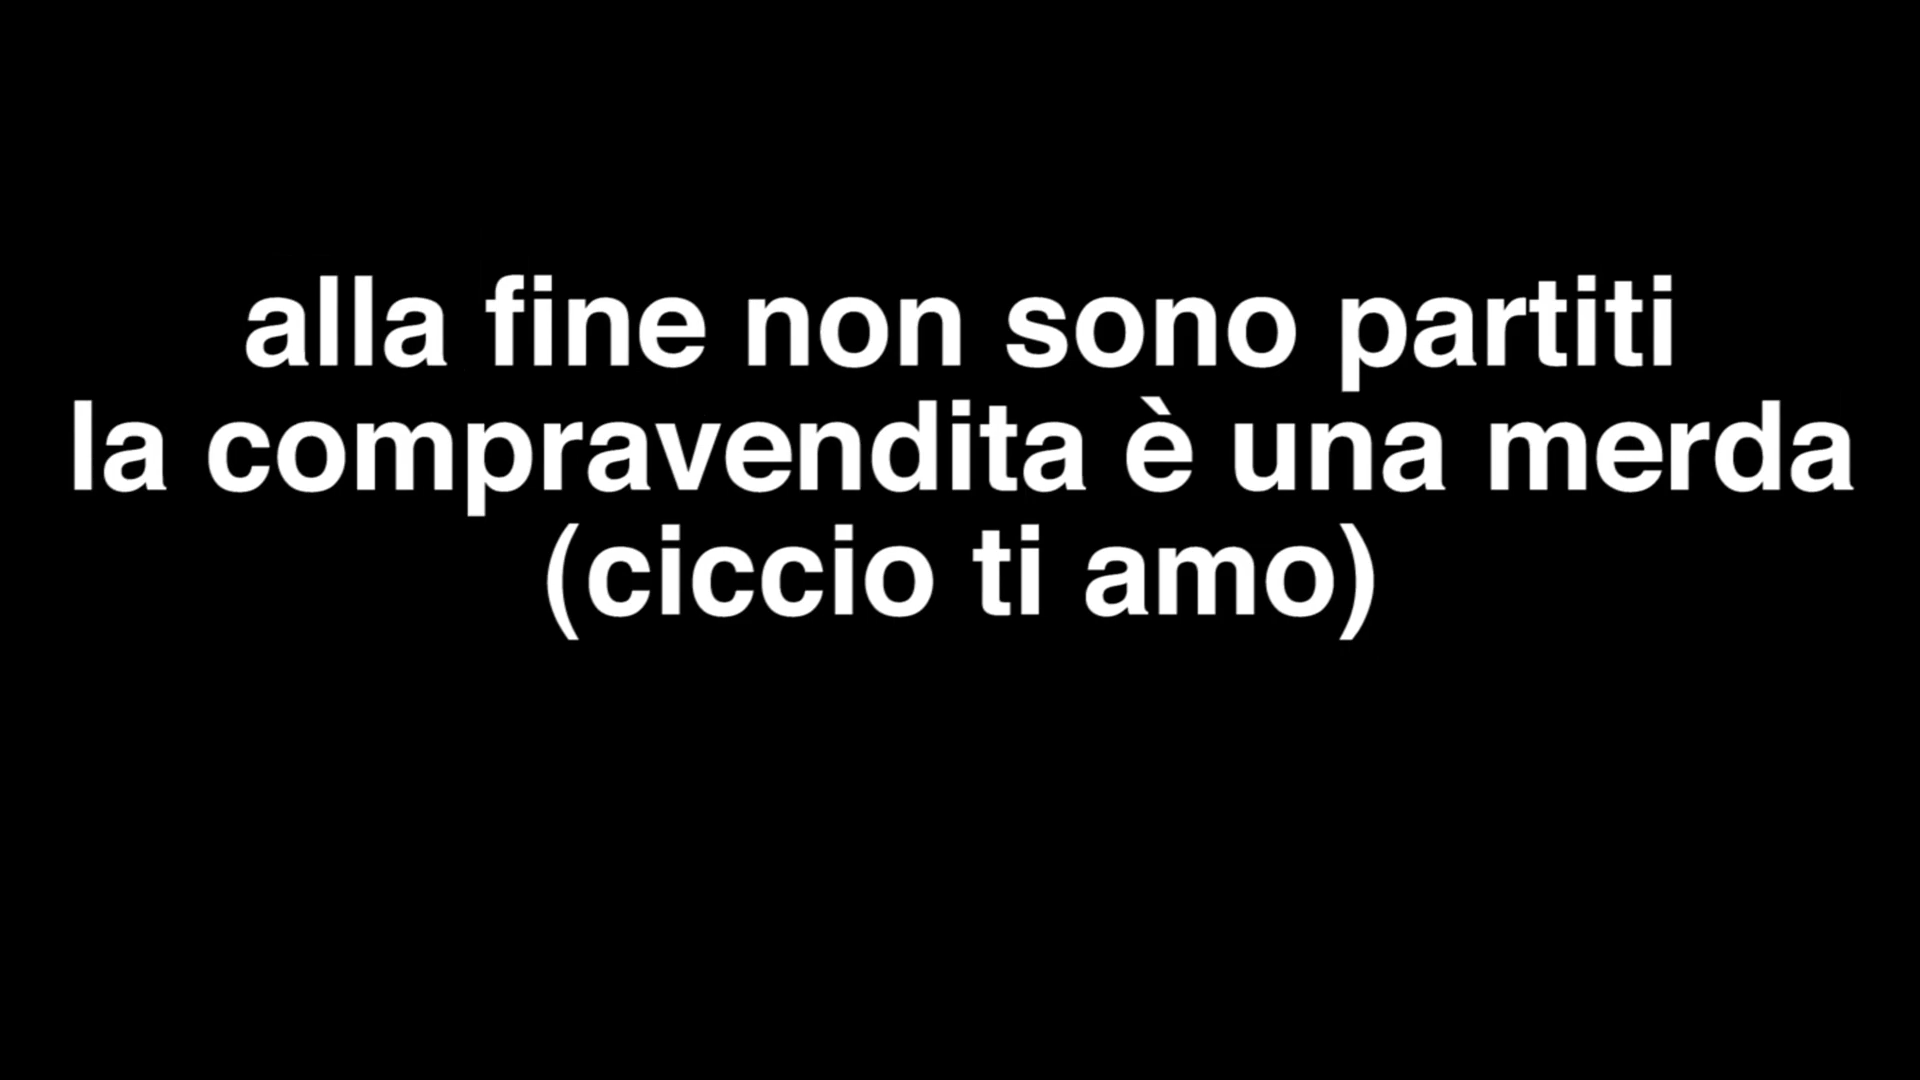 alla fine non sono partiti
la compravendita è una merda
(ciccio ti amo)